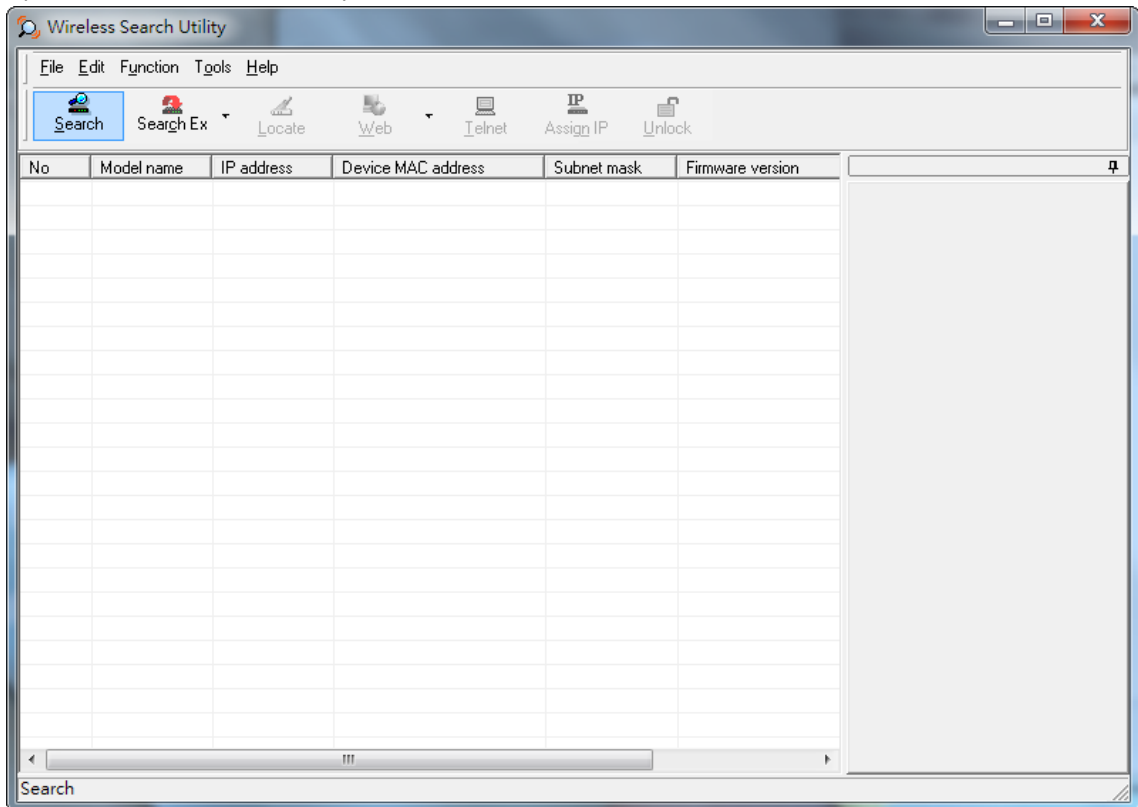 Wireless Search Utility
File Edit Function Tools Help
Search Search Ex Locate Web Telnet Assign IP Unlock
No Model name IP address Device MAC address Subnet mask Firmware version
Search